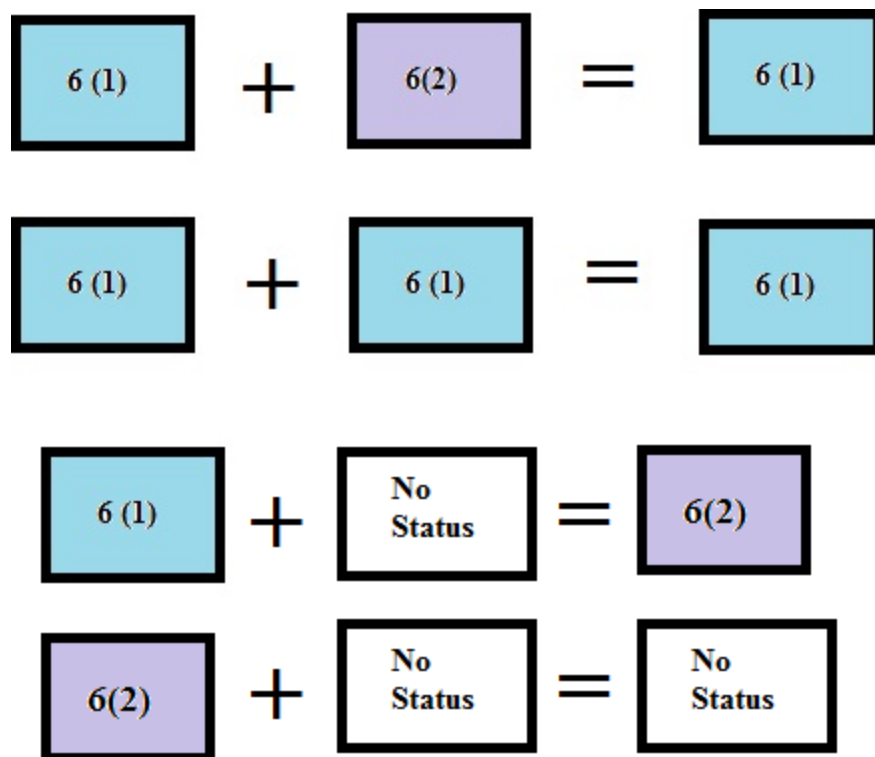 6 (1) + 6(2) = 6 (1)
6 (1) + 6 (1) = 6 (1)
6 (1) + No Status = 6(2)
6(2) + No Status = No Status